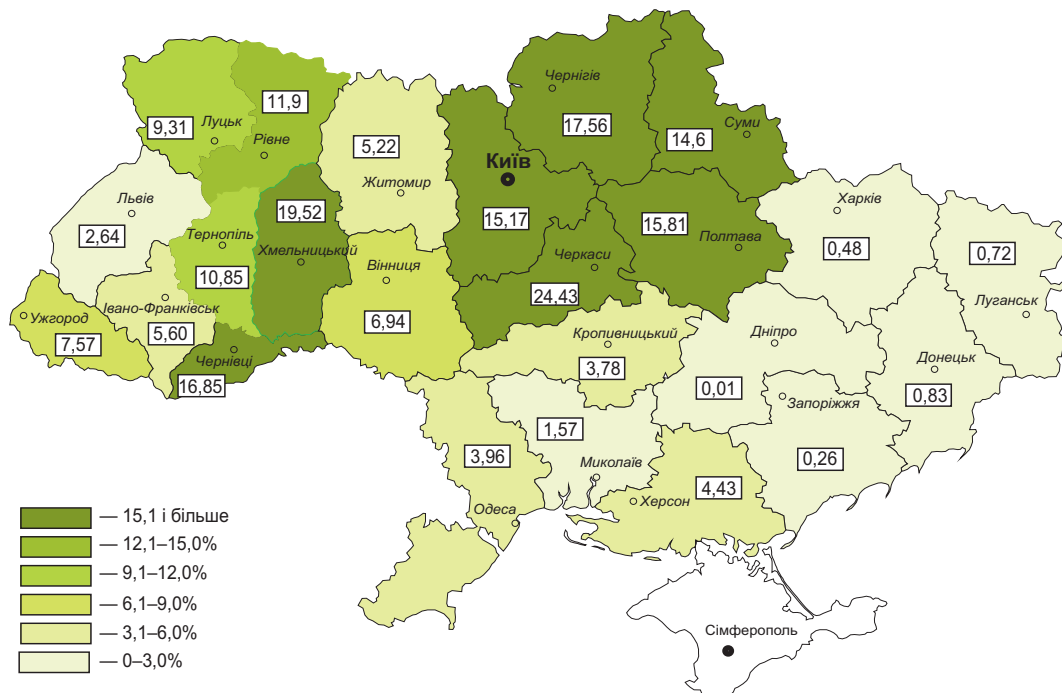 Чернігів
17,56
Суми
14,6
11,9
Рівне
9,31
Луцьк
5,22
Житомир
Київ
15,17
Львів
2,64
19,52
Хмельницький
Тернопіль
10,85
15,81
Полтава
Харків
0,48
0,72
Луганськ
Черкаси
24,43
Вінниця
6,94
Івано-Франківськ
5,60
Ужгород
7,57
Чернівці
16,85
Кропивницький
3,78
Дніпро
0,01
Донецьк
0,83
Запоріжжя
0,26
1,57
Миколаїв
3,96
Одеса
4,43
Херсон
Сімферополь
— 15,1 і більше
— 12,1–15,0%
— 9,1–12,0%
— 6,1–9,0%
— 3,1–6,0%
— 0–3,0%